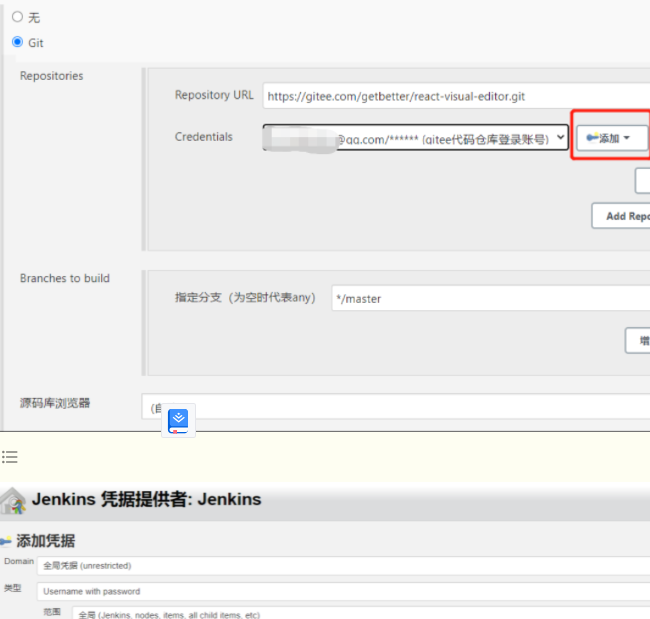 无
Git
Repositories
Repository URL https://gitee.com/getbetter/react-visual-editor.git
Credentials @qq.com/****** (gitee代码仓库登录账号) 添加
Add Repo
Branches to build
指定分支（为空时代表any） */master
增
源码库浏览器 (自
Jenkins 凭据提供者: Jenkins
添加凭据
Domain 全局凭据 (unrestricted)
类型 Username with password
范围 全局 (Jenkins, nodes, items, all child items, etc)